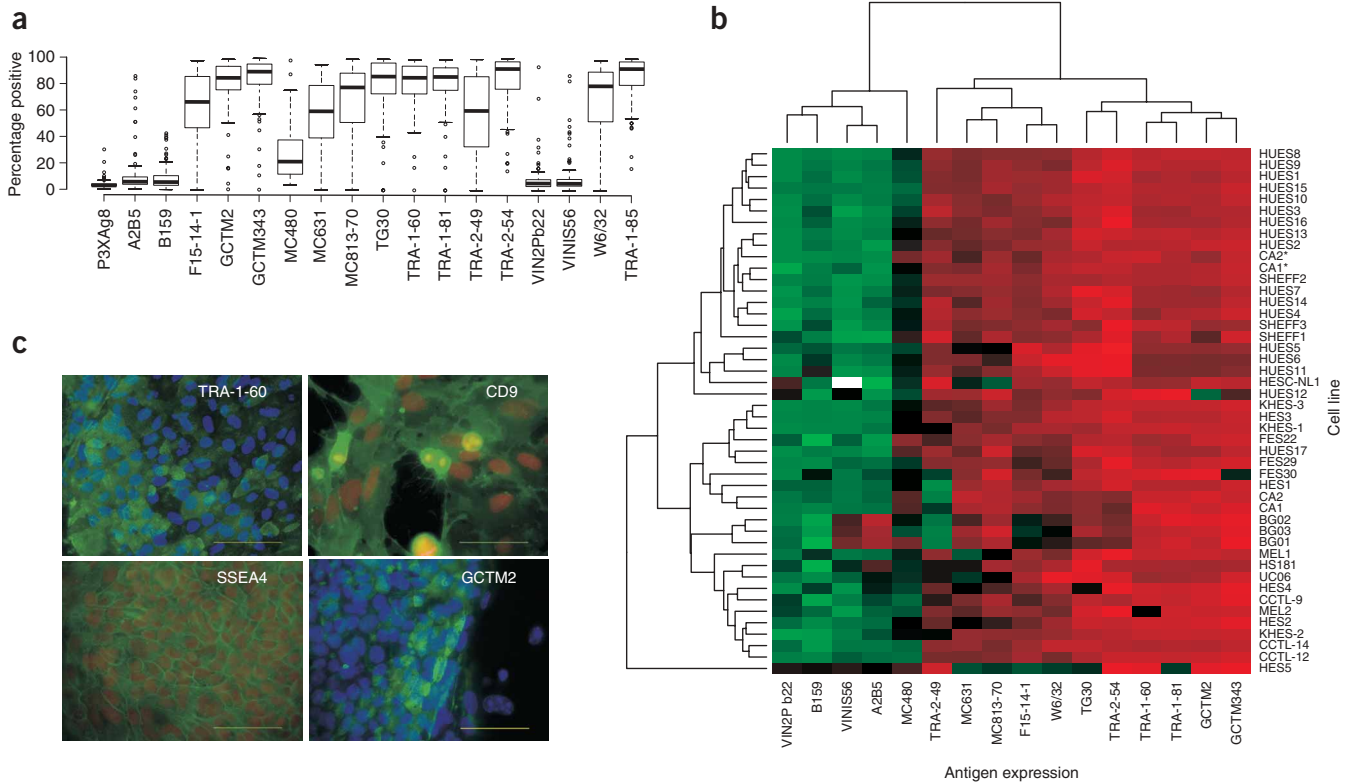 a
Percentage positive
100
80
60
40
20
0
P3XAg8
A2B5
B159
F15-14-1
GCTM2
GCTM343
MC480
MC631
MC813-70
TG30
TRA-1-60
TRA-1-81
TRA-2-49
TRA-2-54
VIN2Pb22
VINIS56
W6/32
TRA-1-85
b
HUES8
HUES9
HUES1
HUES15
HUES10
HUES3
HUES16
HUES13
HUES2
CA2*
CA1*
SHEFF2
HUES7
HUES14
HUES4
SHEFF3
SHEFF1
HUES5
HUES6
HUES11
HESC-NL1
HUES12
KHES-3
HES3
KHES-1
FES22
HUES17
FES29
FES30
HES1
CA2
CA1
BG02
BG03
BG01
MEL1
HS181
UC06
HES4
CCTL-9
MEL2
HES2
KHES-2
CCTL-14
CCTL-12
HES5
Cell line
VIN2P b22
B159
VINIS56
A2B5
MC480
TRA-2-49
MC631
MC813-70
F15-14-1
W6/32
TG30
TRA-2-54
TRA-1-60
TRA-1-81
GCTM2
GCTM343
Antigen expression
c
TRA-1-60
CD9
SSEA4
GCTM2